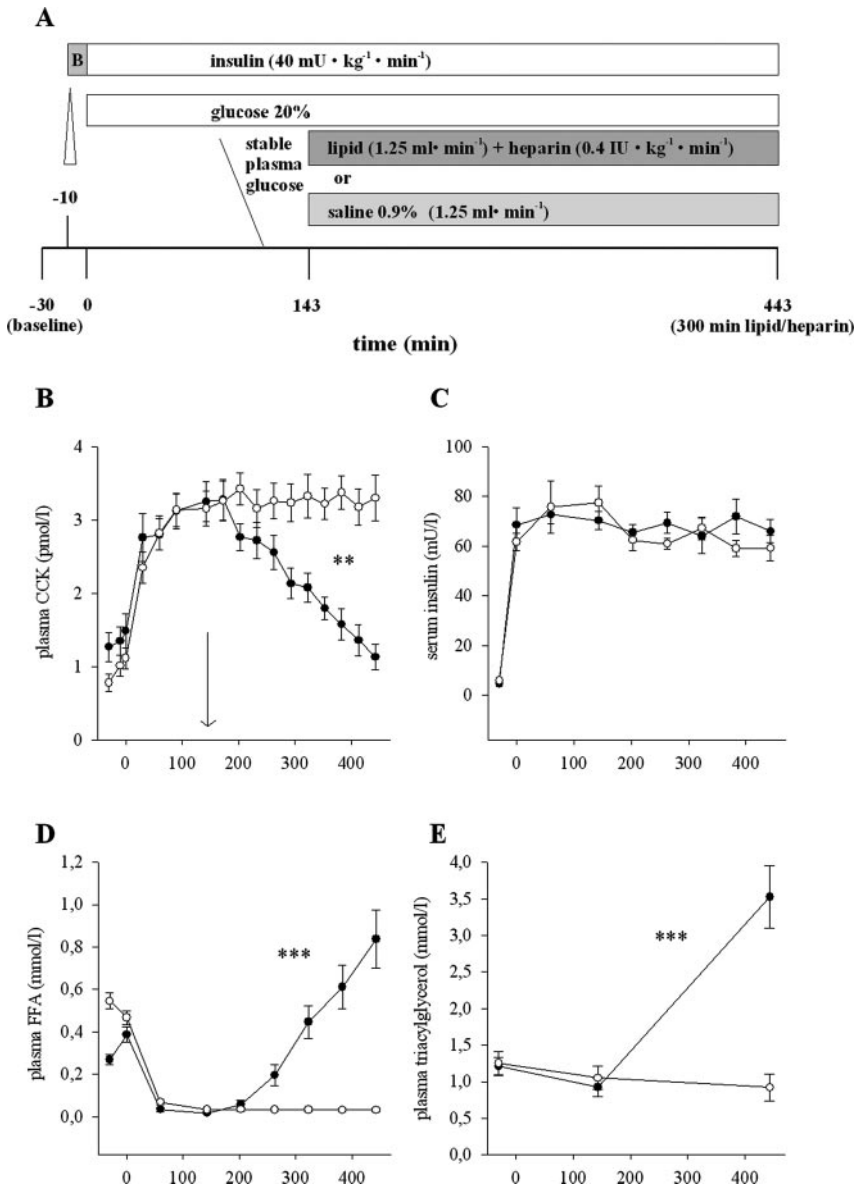 A
B
insulin (40 mU · kg⁻¹ · min⁻¹)
glucose 20%
stable
plasma
glucose
lipid (1.25 ml· min⁻¹) + heparin (0.4 IU · kg⁻¹ · min⁻¹)
or
saline 0.9% (1.25 ml· min⁻¹)
-10
-30
(baseline)
0
143
443
(300 min lipid/heparin)
time (min)
B
plasma CCK (pmol/l)
4
3
2
1
0
**
0 100 200 300 400
C
serum insulin (mU/l)
100
80
60
40
20
0
0 100 200 300 400
D
plasma FFA (mmol/l)
1,2
1,0
0,8
0,6
0,4
0,2
0,0
***
0 100 200 300 400
E
plasma triacylglycerol (mmol/l)
4,0
3,5
3,0
2,5
2,0
1,5
1,0
0,5
0,0
***
0 100 200 300 400